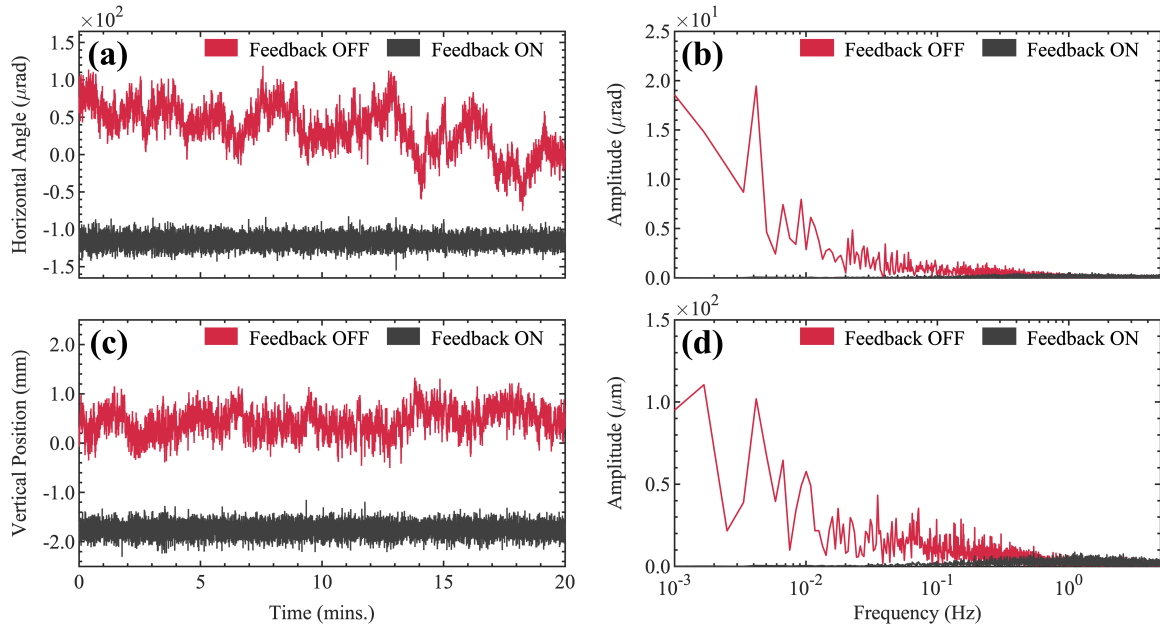 ×10²
(a) Feedback OFF Feedback ON
Horizontal Angle (μrad)
1.0
0.5
0.0
-0.5
-1.0
-1.5
×10¹
(b) Feedback OFF Feedback ON
Amplitude (μrad)
2.5
2.0
1.5
1.0
0.5
0.0
(c) Feedback OFF Feedback ON
Vertical Position (mm)
2.0
1.0
0.0
-1.0
-2.0
0 5 10 15 20
Time (mins.)
×10²
(d) Feedback OFF Feedback ON
Amplitude (μm)
1.5
1.0
0.5
0.0
10⁻³ 10⁻² 10⁻¹ 10⁰
Frequency (Hz)